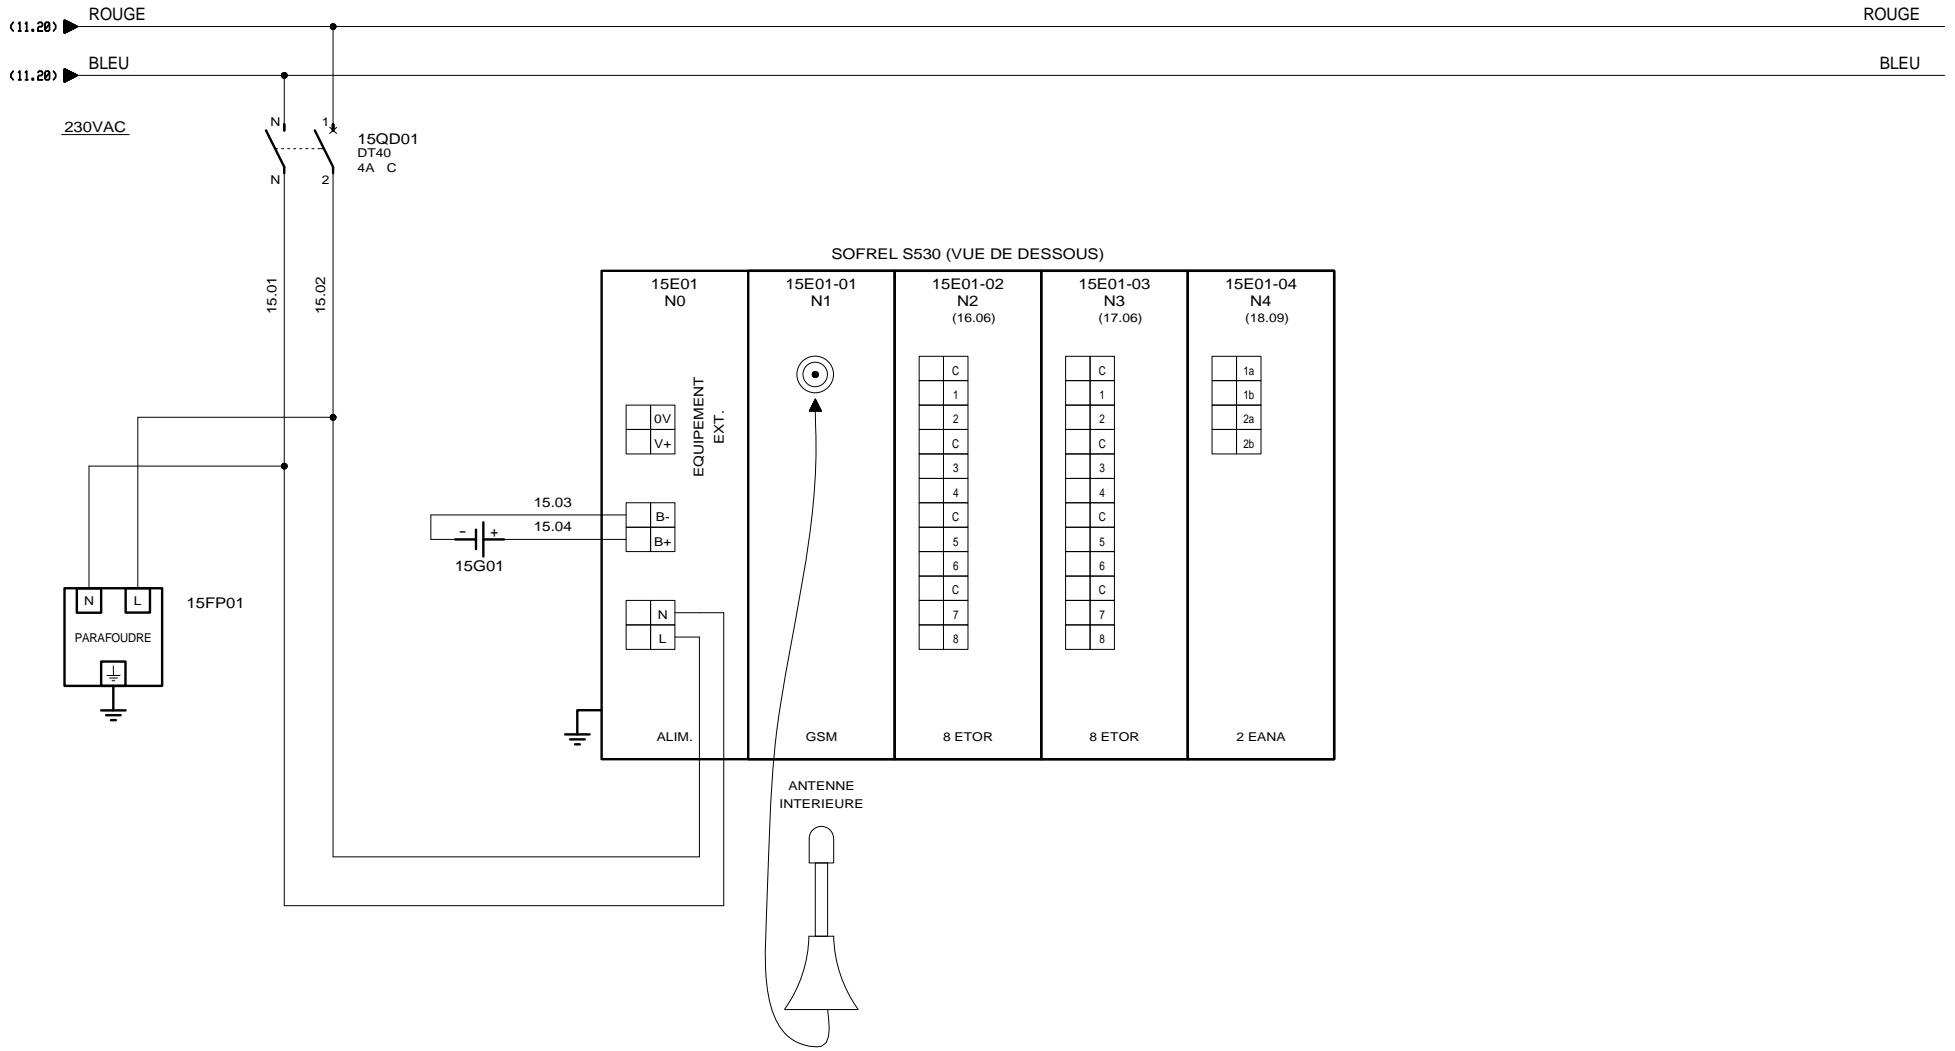 (11.20) ROUGE ROUGE
(11.20) BLEU BLEU
230VAC
N 1
15QD01
DT40
4A C
N 2
15.01
15.02
SOFREL S530 (VUE DE DESSOUS)
15E01
N0
EQUIPEMENT
EXT.
0V
V+
15.03
15.04
B-
B+
- +
15G01
N
L
ALIM.
15E01-01
N1
GSM
15E01-02
N2
(16.06)
C
1
2
C
3
4
C
5
6
C
7
8
8 ETOR
15E01-03
N3
(17.06)
C
1
2
C
3
4
C
5
6
C
7
8
8 ETOR
15E01-04
N4
(18.09)
1a
1b
2a
2b
2 EANA
N L
15FP01
PARAFOUDRE
ANTENNE
INTERIEURE